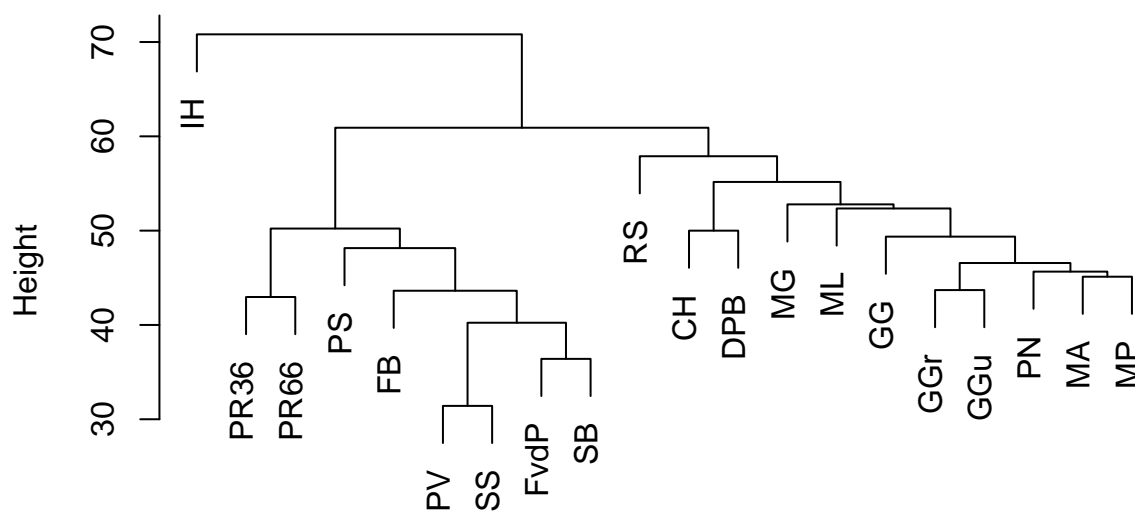 Height
70
60
50
40
30
IH
PR36
PR66
PS
FB
PV
SS
FvdP
SB
RS
CH
DPB
MG
ML
GG
GGr
GGu
PN
MA
MP